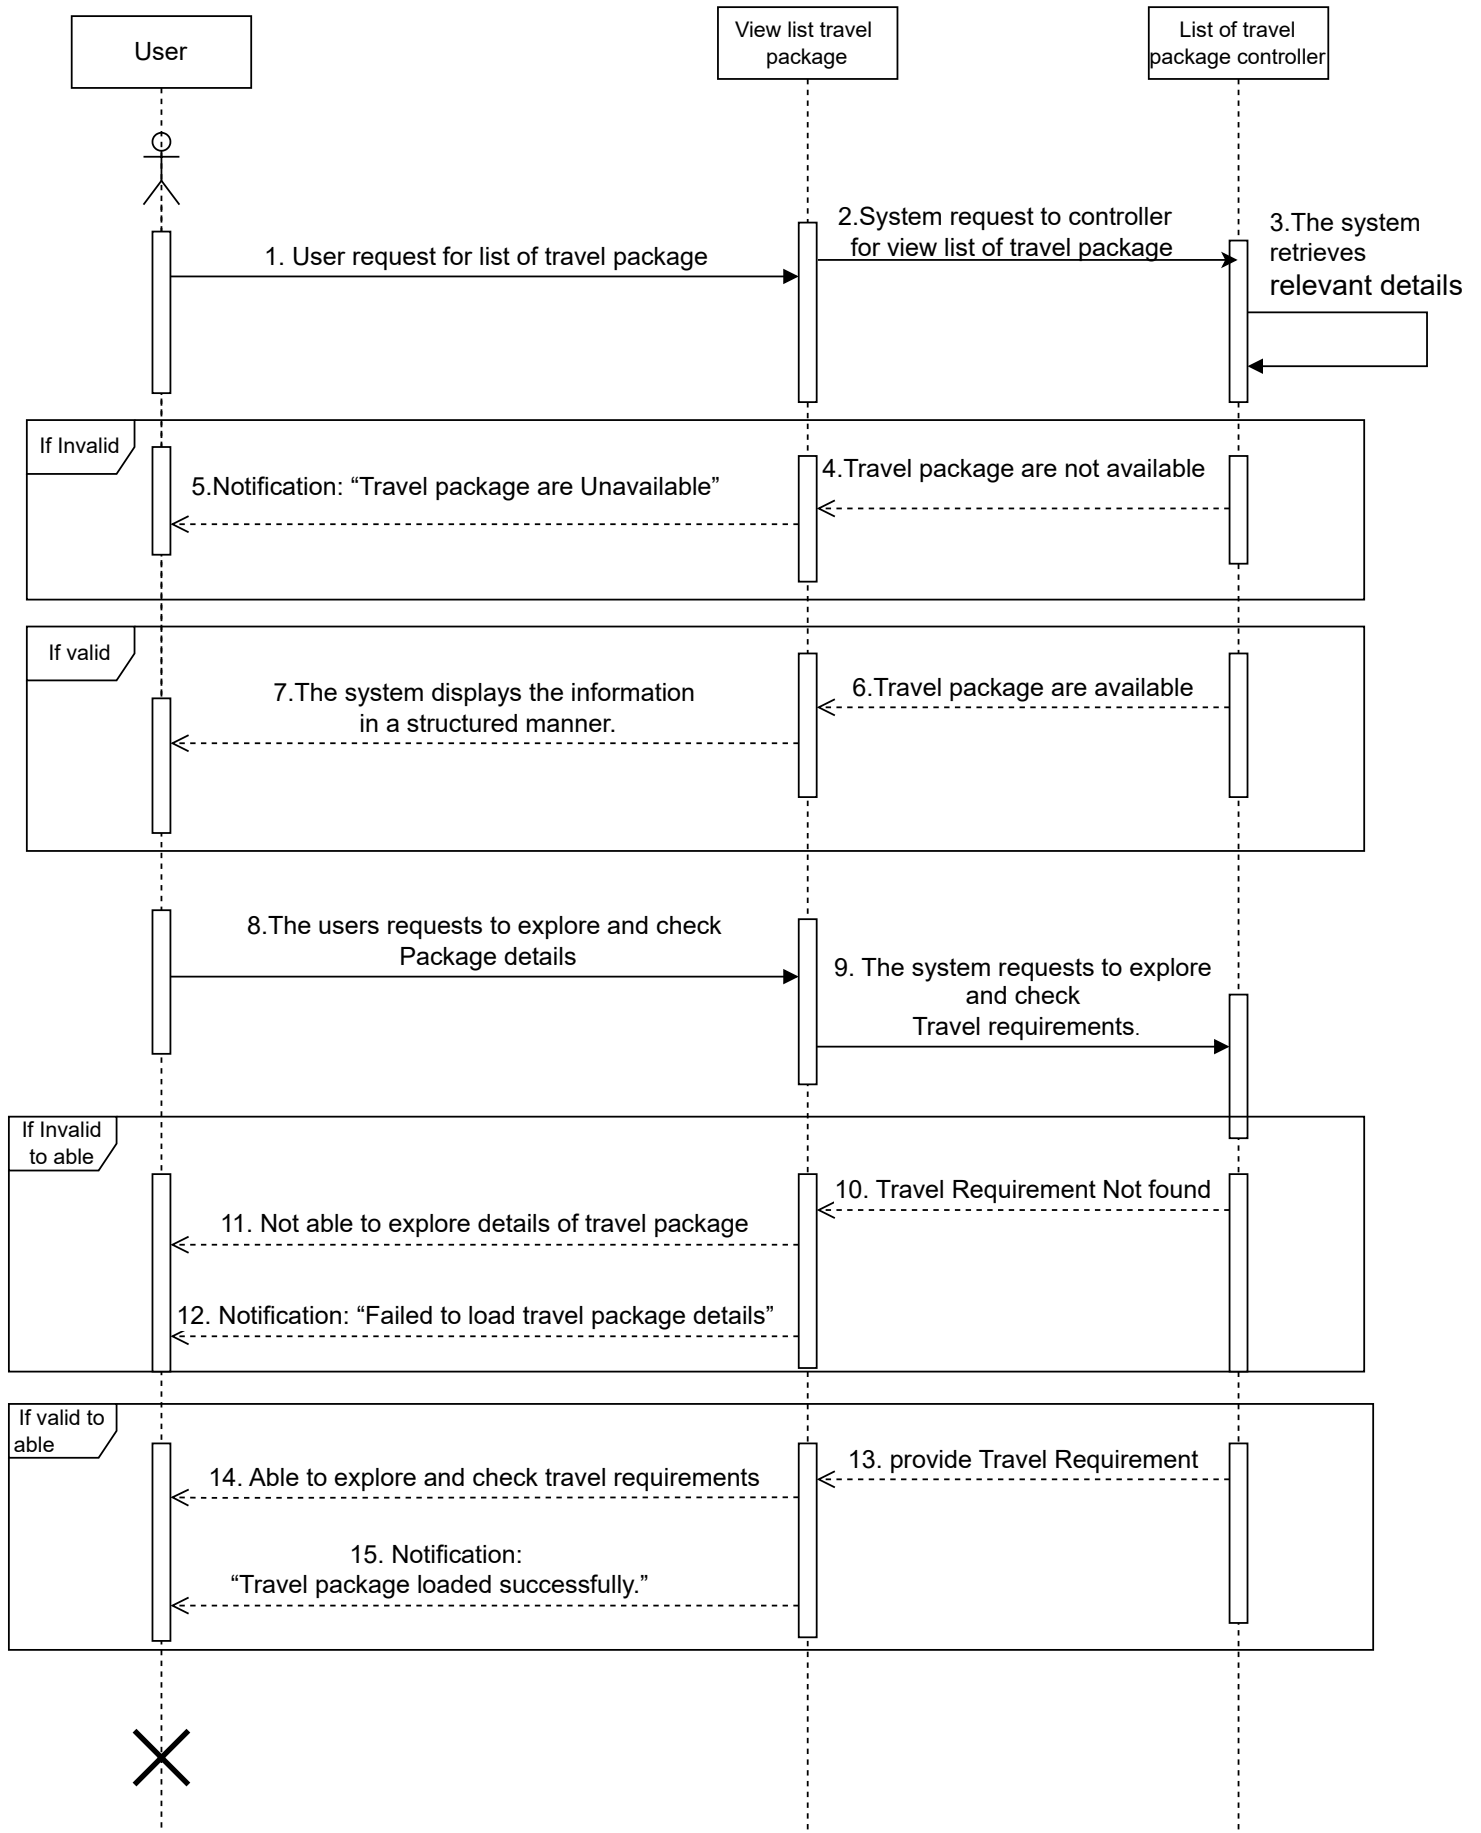 User
View list travel
package
List of travel
package controller
1. User request for list of travel package
2.System request to controller
for view list of travel package
3.The system
retrieves
relevant details
If Invalid
4.Travel package are not available
5.Notification: “Travel package are Unavailable”
If valid
6.Travel package are available
7.The system displays the information
in a structured manner.
8.The users requests to explore and check
Package details
9. The system requests to explore
and check
Travel requirements.
If Invalid
to able
10. Travel Requirement Not found
11. Not able to explore details of travel package
12. Notification: “Failed to load travel package details”
If valid to
able
13. provide Travel Requirement
14. Able to explore and check travel requirements
15. Notification:
“Travel package loaded successfully.”